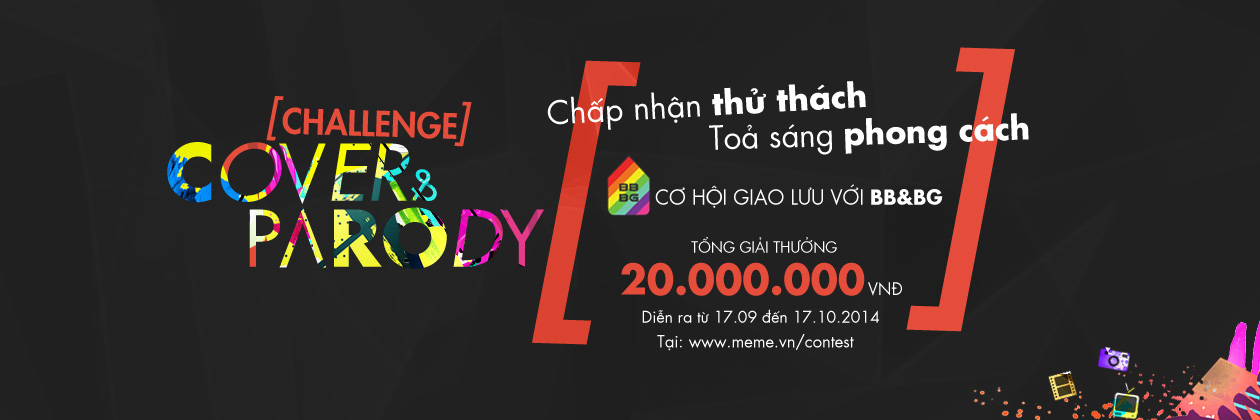 [CHALLENGE]
COVER &
PARODY
Chấp nhận thử thách
Toả sáng phong cách
BB
BG
CƠ HỘI GIAO LƯU VỚI BB&BG
TỔNG GIẢI THƯỞNG
20.000.000 VNĐ
Diễn ra từ 17.09 đến 17.10.2014
Tại: www.meme.vn/contest